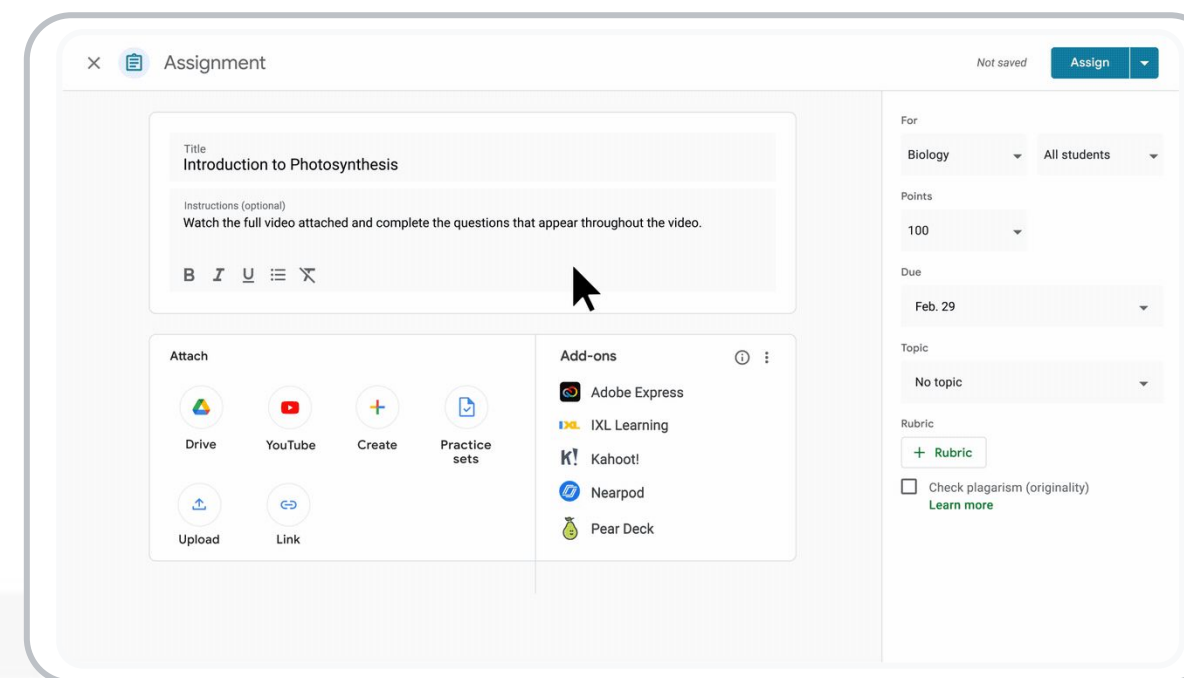 Assignment
Not saved
Assign
Title
Introduction to Photosynthesis
Instructions (optional)
Watch the full video attached and complete the questions that appear throughout the video.
B I U
Attach
Drive
YouTube
Create
Practice
sets
Upload
Link
Add-ons
Adobe Express
IXL IXL Learning
K! Kahoot!
Nearpod
Pear Deck
For
Biology
All students
Points
100
Due
Feb. 29
Topic
No topic
Rubric
+ Rubric
Check plagarism (originality)
Learn more